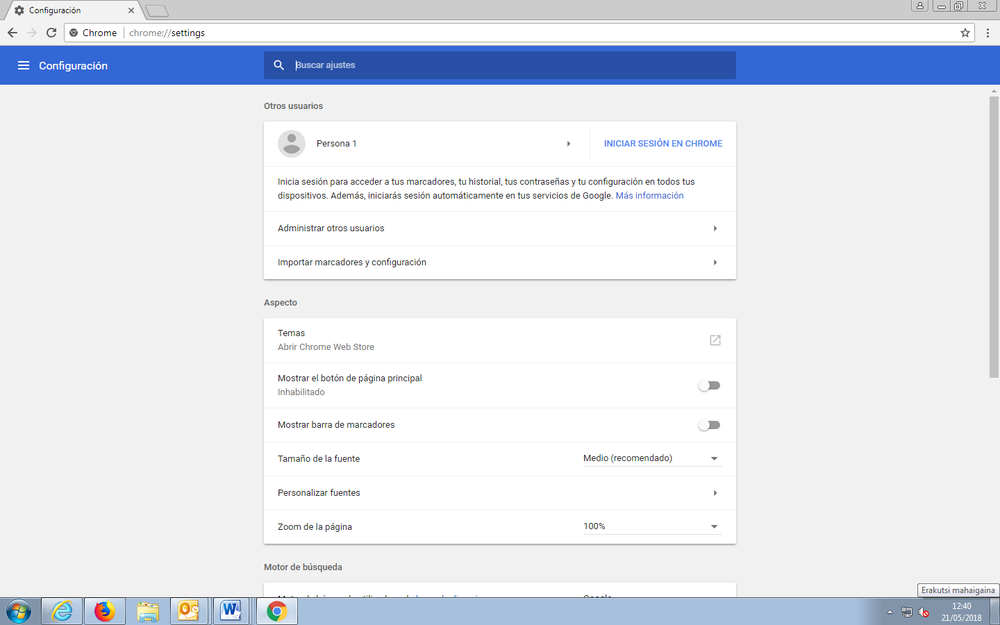 Configuración
Chrome
chrome://settings
Configuración
Buscar ajustes
Otros usuarios
Persona 1
INICIAR SESIÓN EN CHROME
Inicia sesión para acceder a tus marcadores, tu historial, tus contraseñas y tu configuración en todos tus
dispositivos. Además, iniciarás sesión automáticamente en tus servicios de Google. Más información
Administrar otros usuarios
Importar marcadores y configuración
Aspecto
Temas
Abrir Chrome Web Store
Mostrar el botón de página principal
Inhabilitado
Mostrar barra de marcadores
Tamaño de la fuente
Medio (recomendado)
Personalizar fuentes
Zoom de la página
100%
Motor de búsqueda
Google
Erakutsi mahaigaina
12:40
21/05/2018